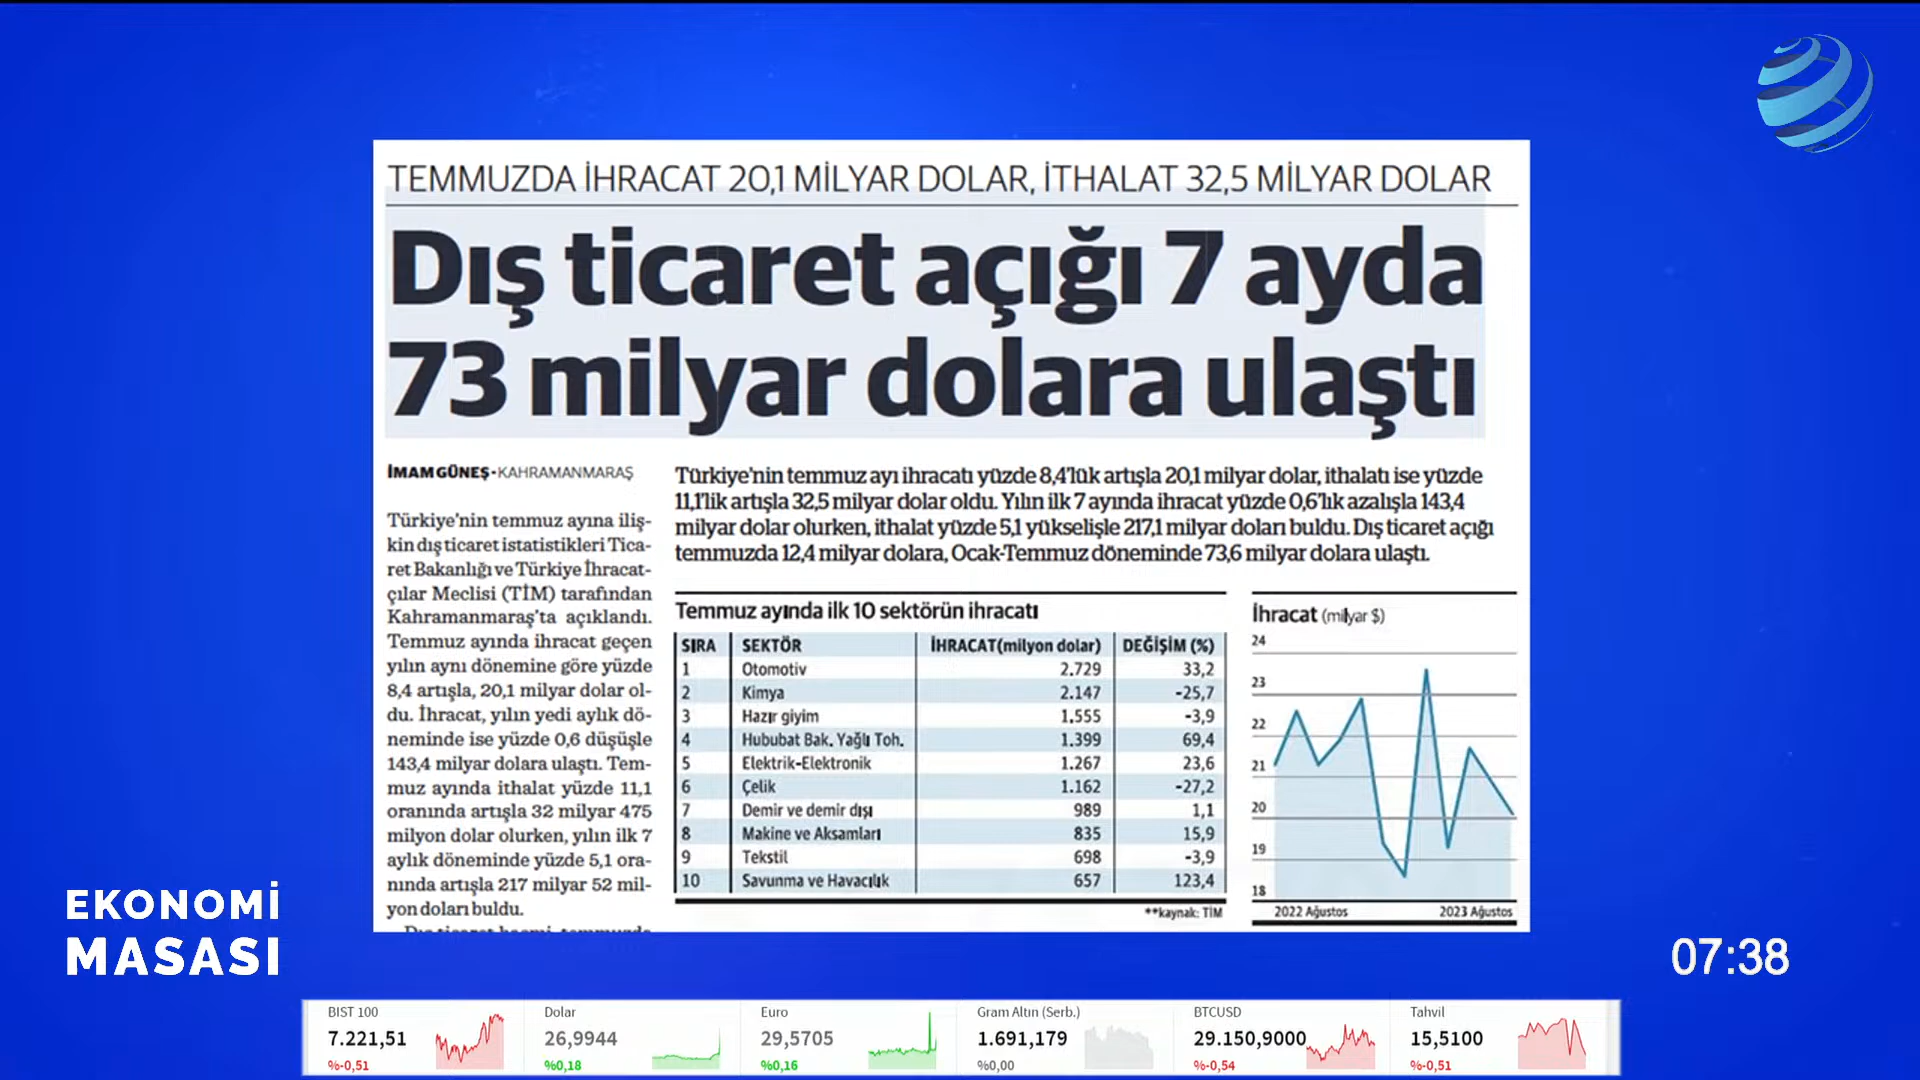 TEMMUZDA İHRACAT 20,1 MİLYAR DOLAR, İTHALAT 32,5 MİLYAR DOLAR
Dış ticaret açığı 7 ayda
73 milyar dolara ulaştı
İMAM GÜNEŞ-KAHRAMANMARAŞ
Türkiye'nin temmuz ayına iliş-
kin dış ticaret istatistikleri Tica-
ret Bakanlığı ve Türkiye İhracat-
çılar Meclisi (TİM) tarafından
Kahramanmaraş'ta açıklandı.
Temmuz ayında ihracat geçen
yılın aynı dönemine göre yüzde
8,4 artışla, 20,1 milyar dolar ol-
du. İhracat, yılın yedi aylık dö-
neminde ise yüzde 0,6 düşüşle
143,4 milyar dolara ulaştı. Tem-
muz ayında ithalat yüzde 11,1
oranında artışla 32 milyar 475
milyon dolar olurken, yılın ilk 7
aylık döneminde yüzde 5,1 ora-
nında artışla 217 milyar 52 mil-
yon doları buldu.
Türkiye'nin temmuz ayı ihracatı yüzde 8,4'lük artışla 20,1 milyar dolar, ithalatı ise yüzde
11,1'lik artışla 32,5 milyar dolar oldu. Yılın ilk 7 ayında ihracat yüzde 0,6'lık azalışla 143,4
milyar dolar olurken, ithalat yüzde 5,1 yükselişle 217,1 milyar doları buldu. Dış ticaret açığı
temmuzda 12,4 milyar dolara, Ocak-Temmuz döneminde 73,6 milyar dolara ulaştı.
Temmuz ayında ilk 10 sektörün ihracatı
SIRA SEKTÖR İHRACAT(milyon dolar) DEĞİŞİM (%)
1 Otomotiv 2.729 33,2
2 Kimya 2.147 -25,7
3 Hazır giyim 1.555 -3,9
4 Hububat Bak. Yağlı Toh. 1.399 69,4
5 Elektrik-Elektronik 1.267 23,6
6 Çelik 1.162 -27,2
7 Demir ve demir dışı 989 1,1
8 Makine ve Aksamları 835 15,9
9 Tekstil 698 -3,9
10 Savunma ve Havacılık 657 123,4
**kaynak: TİM
İhracat (milyar $)
24
23
22
21
20
19
18
2022 Ağustos 2023 Ağustos
EKONOMİ
MASASI
07:38
BIST 100 Dolar Euro Gram Altın (Serb.) BTCUSD Tahvil
7.221,51 26,9944 29,5705 1.691,179 29.150,9000 15,5100
%-0,51 %0,18 %0,16 %0,00 %-0,54 %-0,51